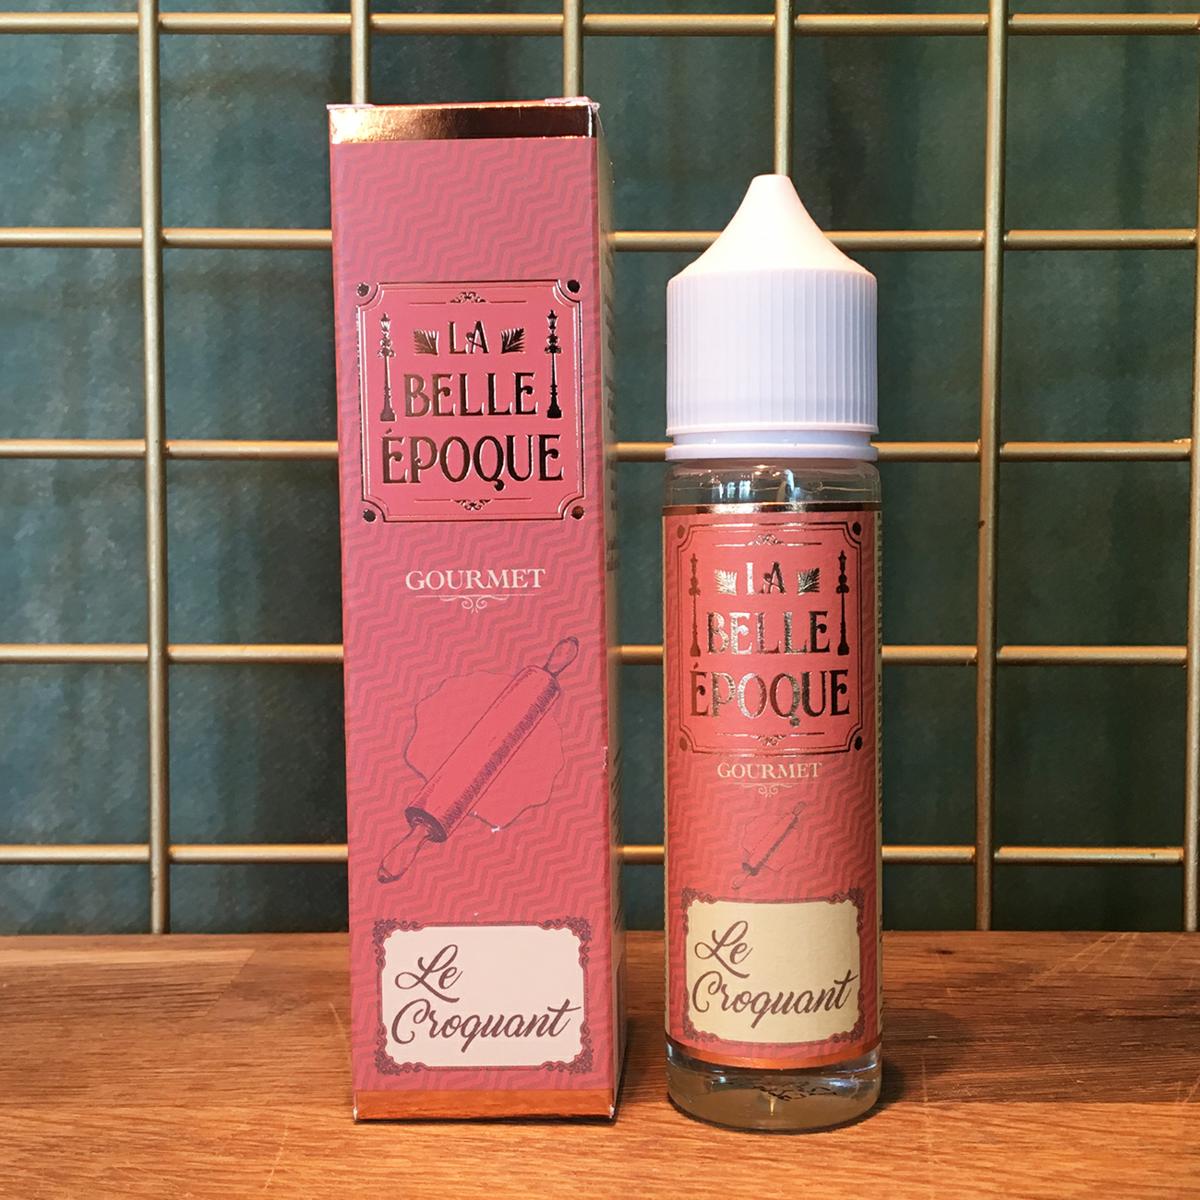 LA
BELLE
ÉPOQUE
GOURMET
Le
Croquant
LA
BELLE
ÉPOQUE
GOURMET
Le
Croquant